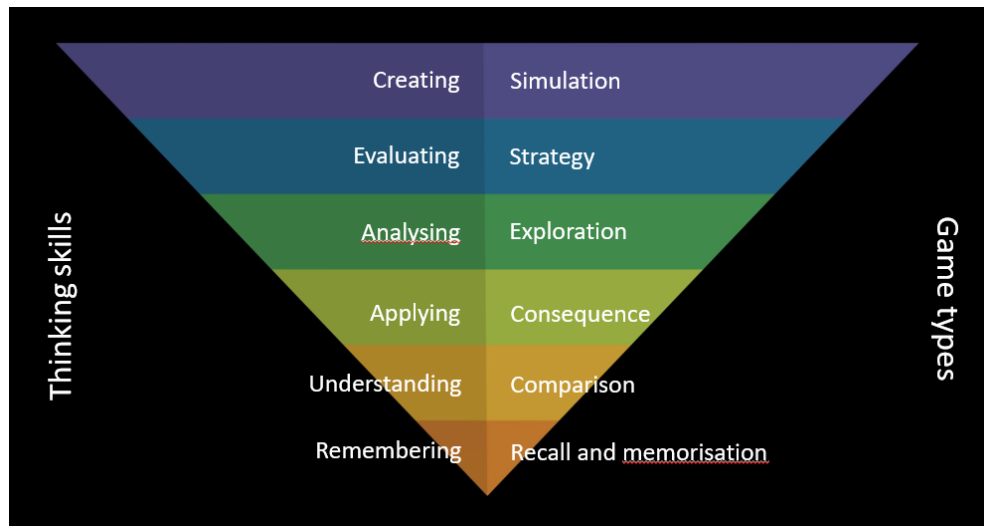 Thinking skills
Game types
Creating Simulation
Evaluating Strategy
Analysing Exploration
Applying Consequence
Understanding Comparison
Remembering Recall and memorisation